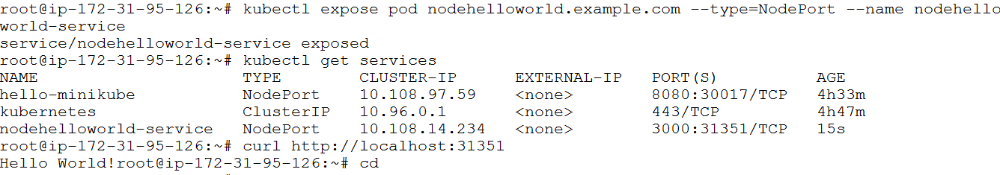 root@ip-172-31-95-126:~# kubectl expose pod nodehelloworld.example.com --type=NodePort --name nodehello
world-service
service/nodehelloworld-service exposed
root@ip-172-31-95-126:~# kubectl get services
NAME TYPE CLUSTER-IP EXTERNAL-IP PORT(S) AGE
hello-minikube NodePort 10.108.97.59 <none> 8080:30017/TCP 4h33m
kubernetes ClusterIP 10.96.0.1 <none> 443/TCP 4h47m
nodehelloworld-service NodePort 10.108.14.234 <none> 3000:31351/TCP 15s
root@ip-172-31-95-126:~# curl http://localhost:31351
Hello World!root@ip-172-31-95-126:~# cd